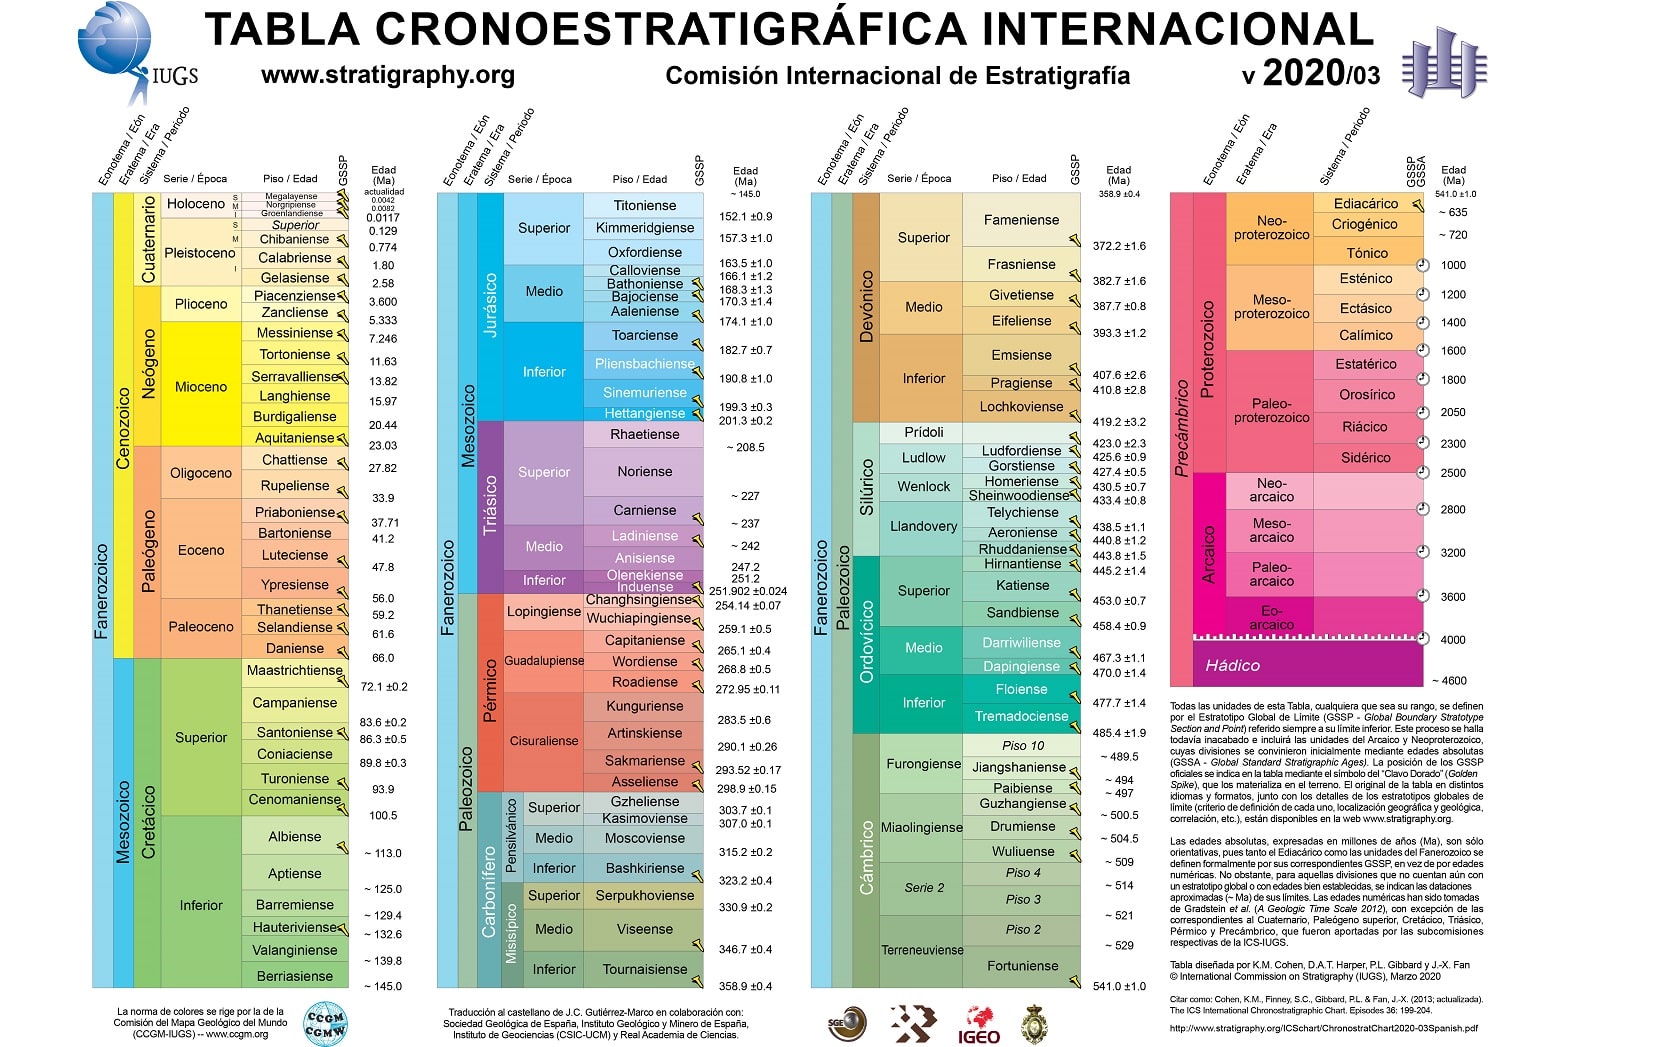 TABLA CRONOESTRATIGRÁFICA INTERNACIONAL
IUGS
www.stratigraphy.org
Comisión Internacional de Estratigrafía
v 2020/03
Eonotema / Eón
Eratema / Era
Sistema / Periodo
Serie / Época
Piso / Edad
GSSP
Edad (Ma)
Fanerozoico
Cenozoico
Cuaternario
Holoceno
S
M
I
Megalayense
Norgripiense
Groenlandiense
Pleistoceno
S
M
I
Superior
Chibaniense
Calabriense
Gelasiense
Neógeno
Plioceno
Piacenziense
Zancliense
Mioceno
Messiniense
Tortoniense
Serravalliense
Langhiense
Burdigaliense
Aquitaniense
Paleógeno
Oligoceno
Chattiense
Rupeliense
Eoceno
Priaboniense
Bartoniense
Luteciense
Ypresiense
Paleoceno
Thanetiense
Selandiense
Daniense
Mesozoico
Cretácico
Superior
Maastrichtiense
Campaniense
Santoniense
Coniaciense
Turoniense
Cenomaniense
Inferior
Albiense
Aptiense
Barremiense
Hauteriviense
Valanginiense
Berriasiense
actualidad
0.0042
0.0082
0.0117
0.129
0.774
1.80
2.58
3.600
5.333
7.246
11.63
13.82
15.97
20.44
23.03
27.82
33.9
37.71
41.2
47.8
56.0
59.2
61.6
66.0
72.1 ±0.2
83.6 ±0.2
86.3 ±0.5
89.8 ±0.3
93.9
100.5
~ 113.0
~ 125.0
~ 129.4
~ 132.6
~ 139.8
~ 145.0
Eonotema / Eón
Eratema / Era
Sistema / Periodo
Serie / Época
Piso / Edad
GSSP
Edad (Ma)
Fanerozoico
Mesozoico
Jurásico
Superior
Titoniense
Kimmeridgiense
Oxfordiense
Medio
Calloviense
Bathoniense
Bajociense
Aaleniense
Inferior
Toarciense
Pliensbachiense
Sinemuriense
Hettangiense
Triásico
Superior
Rhaetiense
Noriense
Carniense
Medio
Ladiniense
Anisiense
Inferior
Olenekiense
Induense
Paleozoico
Pérmico
Lopingiense
Changhsingiense
Wuchiapingiense
Guadalupiense
Capitaniense
Wordiense
Roadiense
Cisuraliense
Kunguriense
Artinskiense
Sakmariense
Asseliense
Carbonífero
Pensilvánico
Superior
Gzheliense
Kasimoviense
Medio
Moscoviense
Inferior
Bashkiriense
Misisípico
Superior
Serpukhoviense
Medio
Viseense
Inferior
Tournaisiense
~ 145.0
152.1 ±0.9
157.3 ±1.0
163.5 ±1.0
166.1 ±1.2
168.3 ±1.3
170.3 ±1.4
174.1 ±1.0
182.7 ±0.7
190.8 ±1.0
199.3 ±0.3
201.3 ±0.2
~ 208.5
~ 227
~ 237
~ 242
247.2
251.2
251.902 ±0.024
254.14 ±0.07
259.1 ±0.5
265.1 ±0.4
268.8 ±0.5
272.95 ±0.11
283.5 ±0.6
290.1 ±0.26
293.52 ±0.17
298.9 ±0.15
303.7 ±0.1
307.0 ±0.1
315.2 ±0.2
323.2 ±0.4
330.9 ±0.2
346.7 ±0.4
358.9 ±0.4
Eonotema / Eón
Eratema / Era
Sistema / Periodo
Serie / Época
Piso / Edad
GSSP
Edad (Ma)
Fanerozoico
Paleozoico
Devónico
Superior
Fameniense
Frasniense
Medio
Givetiense
Eifeliense
Inferior
Emsiense
Pragiense
Lochkoviense
Silúrico
Prídoli
Ludlow
Ludfordiense
Gorstiense
Wenlock
Homeriense
Sheinwoodiense
Llandovery
Telychiense
Aeroniense
Rhuddaniense
Ordovícico
Superior
Hirnantiense
Katiense
Sandbiense
Medio
Darriwiliense
Dapingiense
Inferior
Floiense
Tremadociense
Cámbrico
Furongiense
Piso 10
Jiangshaniense
Paibiense
Miaolingiense
Guzhangiense
Drumiense
Wuliuense
Serie 2
Piso 4
Piso 3
Terreneuviense
Piso 2
Fortuniense
358.9 ±0.4
372.2 ±1.6
382.7 ±1.6
387.7 ±0.8
393.3 ±1.2
407.6 ±2.6
410.8 ±2.8
419.2 ±3.2
423.0 ±2.3
425.6 ±0.9
427.4 ±0.5
430.5 ±0.7
433.4 ±0.8
438.5 ±1.1
440.8 ±1.2
443.8 ±1.5
445.2 ±1.4
453.0 ±0.7
458.4 ±0.9
467.3 ±1.1
470.0 ±1.4
477.7 ±1.4
485.4 ±1.9
~ 489.5
~ 494
~ 497
~ 500.5
~ 504.5
~ 509
~ 514
~ 521
~ 529
541.0 ±1.0
Eonotema / Eón
Eratema / Era
Sistema / Periodo
GSSP
GSSA
Edad (Ma)
Precámbrico
Proterozoico
Neo-
proterozoico
Ediacárico
Criogénico
Tónico
Meso-
proterozoico
Esténico
Ectásico
Calímico
Paleo-
proterozoico
Estatérico
Orosírico
Riácico
Sidérico
Arcaico
Neo-
arcaico
Meso-
arcaico
Paleo-
arcaico
Eo-
arcaico
Hádico
541.0 ±1.0
~ 635
~ 720
1000
1200
1400
1600
1800
2050
2300
2500
2800
3200
3600
4000
~ 4600
Todas las unidades de esta Tabla, cualquiera que sea su rango, se definen
por el Estratotipo Global de Límite (GSSP - Global Boundary Stratotype
Section and Point) referido siempre a su límite inferior. Este proceso se halla
todavía inacabado e incluirá las unidades del Arcaico y Neoproterozoico,
cuyas divisiones se convinieron inicialmente mediante edades absolutas
(GSSA - Global Standard Stratigraphic Ages). La posición de los GSSP
oficiales se indica en la tabla mediante el símbolo del “Clavo Dorado” (Golden
Spike), que los materializa en el terreno. El original de la tabla en distintos
idiomas y formatos, junto con los detalles de los estratotipos globales de
límite (criterio de definición de cada uno, localización geográfica y geológica,
correlación, etc.), están disponibles en la web www.stratigraphy.org.
Las edades absolutas, expresadas en millones de años (Ma), son sólo
orientativas, pues tanto el Ediacárico como las unidades del Fanerozoico se
definen formalmente por sus correspondientes GSSP, en vez de por edades
numéricas. No obstante, para aquellas divisiones que no cuentan aún con
un estratotipo global o con edades bien establecidas, se indican las dataciones
aproximadas (~ Ma) de sus límites. Las edades numéricas han sido tomadas
de Gradstein et al. (A Geologic Time Scale 2012), con excepción de las
correspondientes al Cuaternario, Paleógeno superior, Cretácico, Triásico,
Pérmico y Precámbrico, que fueron aportadas por las subcomisiones
respectivas de la ICS-IUGS.
Tabla diseñada por K.M. Cohen, D.A.T. Harper, P.L. Gibbard y J.-X. Fan
© International Commission on Stratigraphy (IUGS), Marzo 2020
Citar como: Cohen, K.M., Finney, S.C., Gibbard, P.L. & Fan, J.-X. (2013; actualizada).
The ICS International Chronostratigraphic Chart. Episodes 36: 199-204.
http://www.stratigraphy.org/ICSchart/ChronostratChart2020-03Spanish.pdf
La norma de colores se rige por la de la
Comisión del Mapa Geológico del Mundo
(CCGM-IUGS) -- www.ccgm.org
CCGM
CGMW
Traducción al castellano de J.C. Gutiérrez-Marco en colaboración con:
Sociedad Geológica de España, Instituto Geológico y Minero de España,
Instituto de Geociencias (CSIC-UCM) y Real Academia de Ciencias.
SGE
IGEO